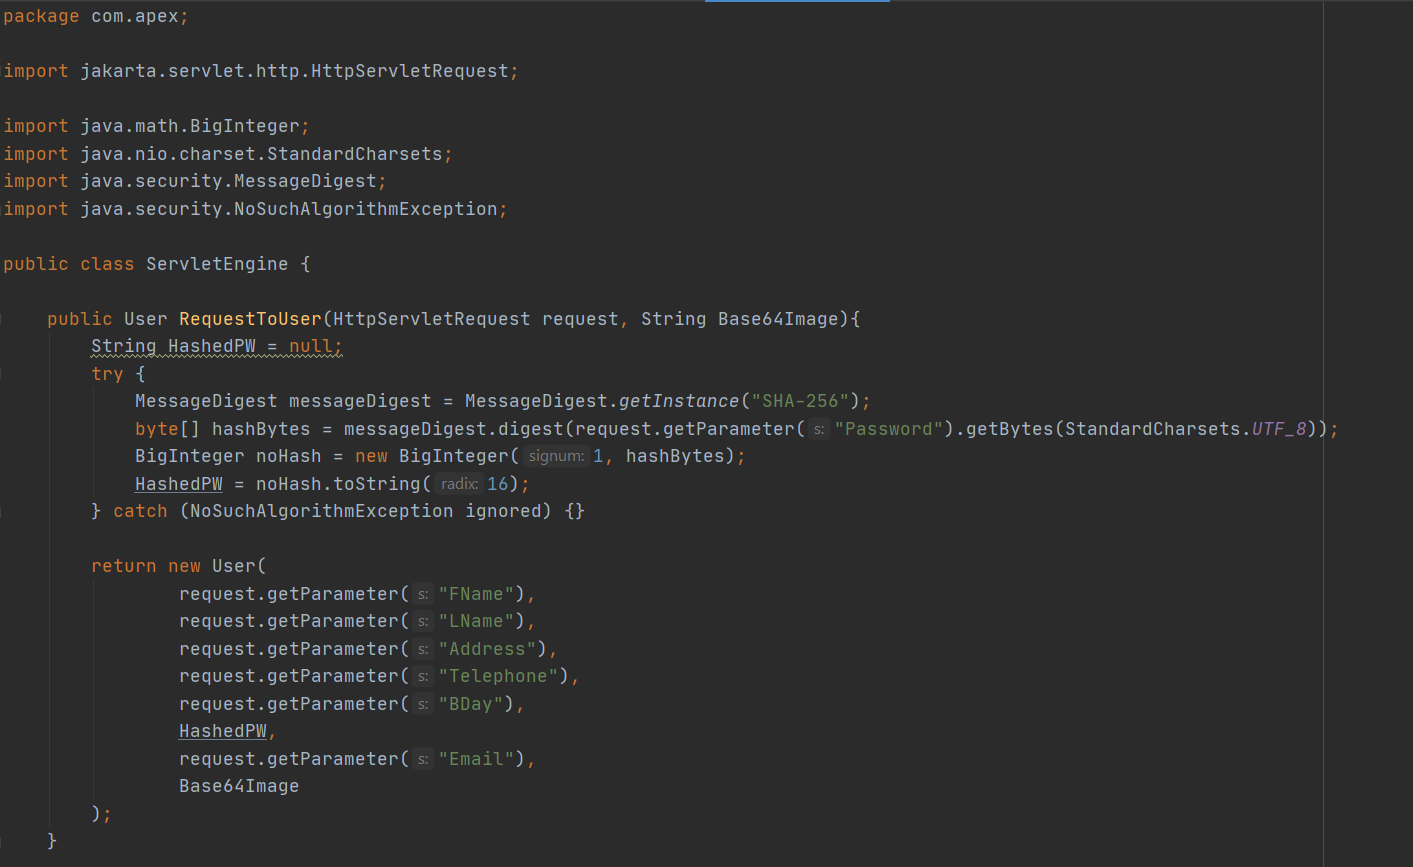 package com.apex;
import jakarta.servlet.http.HttpServletRequest;
import java.math.BigInteger;
import java.nio.charset.StandardCharsets;
import java.security.MessageDigest;
import java.security.NoSuchAlgorithmException;
public class ServletEngine {
public User RequestToUser(HttpServletRequest request, String Base64Image){
String HashedPW = null;
try {
MessageDigest messageDigest = MessageDigest.getInstance("SHA-256");
byte[] hashBytes = messageDigest.digest(request.getParameter( s: "Password").getBytes(StandardCharsets.UTF_8));
BigInteger noHash = new BigInteger( signum: 1, hashBytes);
HashedPW = noHash.toString( radix: 16);
} catch (NoSuchAlgorithmException ignored) {}
return new User(
request.getParameter( s: "FName"),
request.getParameter( s: "LName"),
request.getParameter( s: "Address"),
request.getParameter( s: "Telephone"),
request.getParameter( s: "BDay"),
HashedPW,
request.getParameter( s: "Email"),
Base64Image
);
}